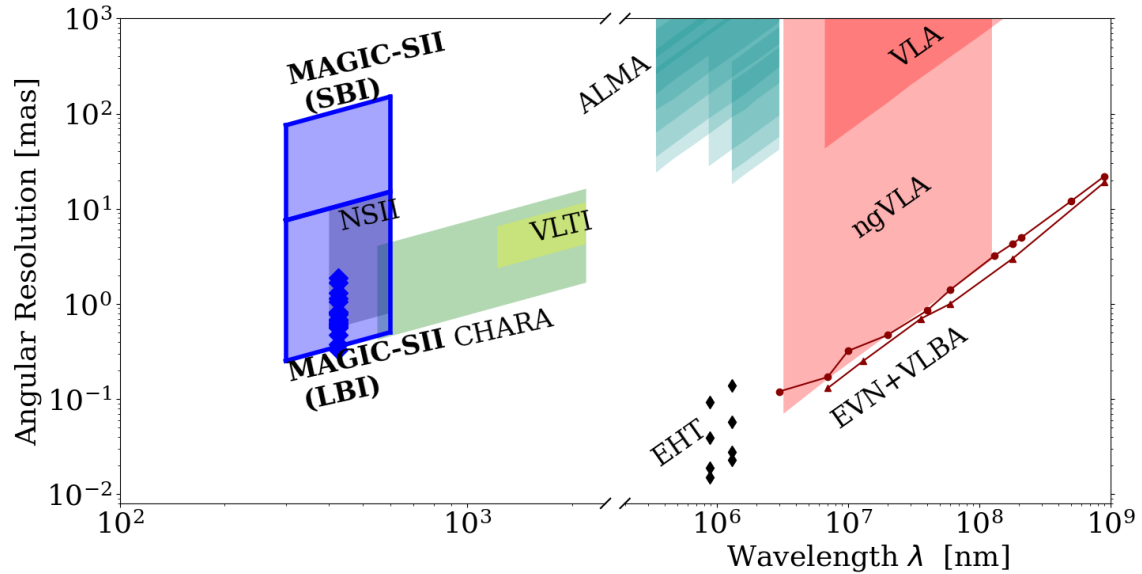 Angular Resolution [mas]
10³
10²
10¹
10⁰
10⁻¹
10⁻²
MAGIC-SII
(SBI)
NSII
VLTI
CHARA
MAGIC-SII
(LBI)
ALMA
VLA
ngVLA
EHT
EVN+VLBA
10²
10³
10⁶
10⁷
10⁸
10⁹
Wavelength λ [nm]